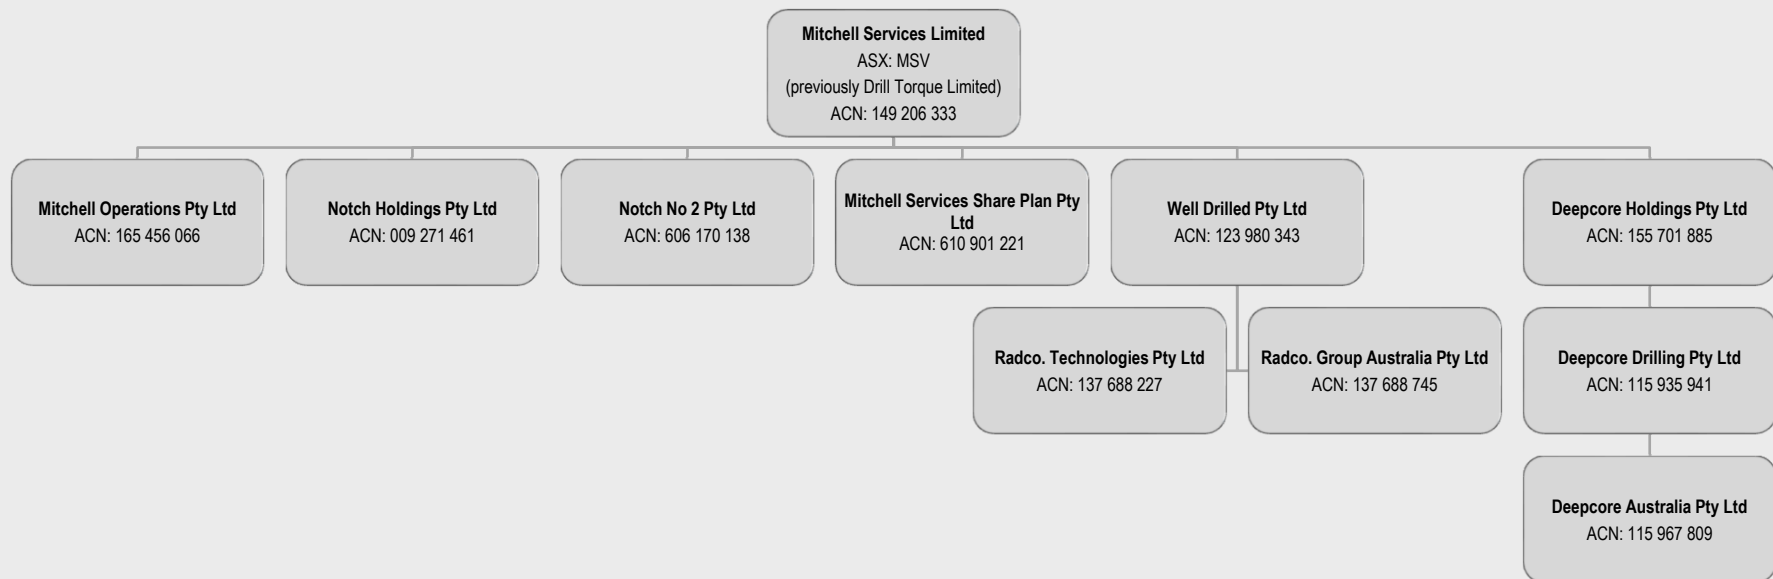 Mitchell Services Limited
ASX: MSV
(previously Drill Torque Limited)
ACN: 149 206 333
Mitchell Operations Pty Ltd
ACN: 165 456 066
Notch Holdings Pty Ltd
ACN: 009 271 461
Notch No 2 Pty Ltd
ACN: 606 170 138
Mitchell Services Share Plan Pty
Ltd
ACN: 610 901 221
Well Drilled Pty Ltd
ACN: 123 980 343
Deepcore Holdings Pty Ltd
ACN: 155 701 885
Radco. Technologies Pty Ltd
ACN: 137 688 227
Radco. Group Australia Pty Ltd
ACN: 137 688 745
Deepcore Drilling Pty Ltd
ACN: 115 935 941
Deepcore Australia Pty Ltd
ACN: 115 967 809